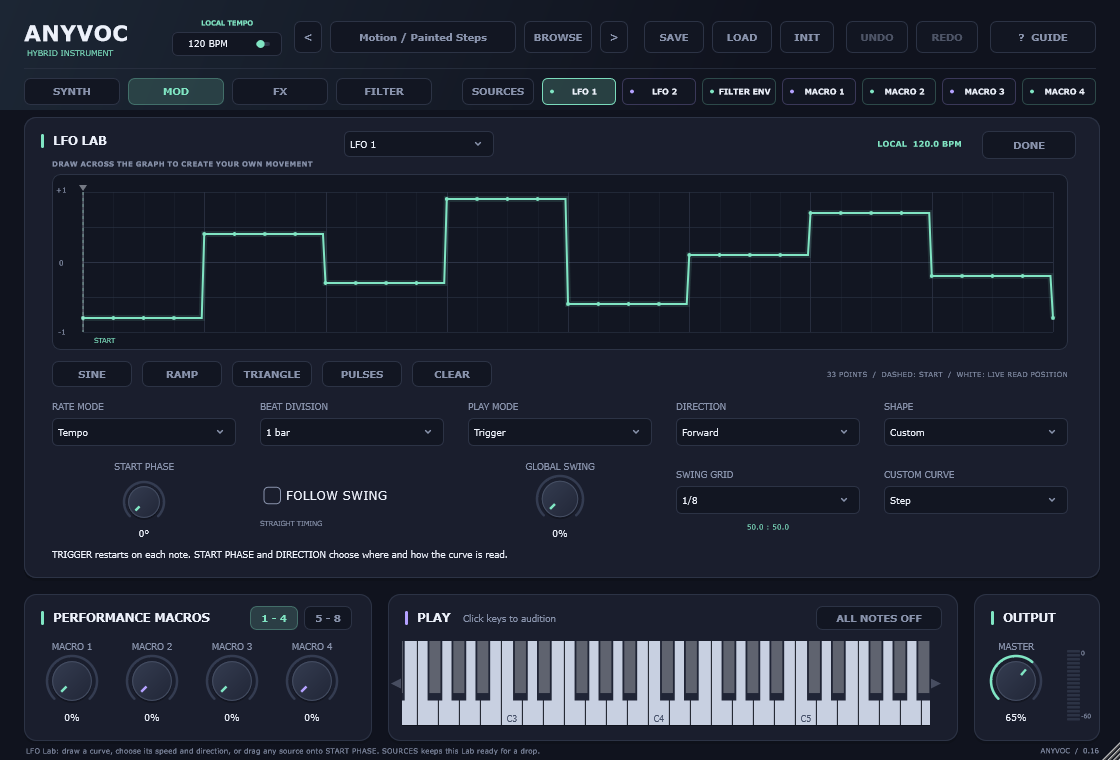 ANYVOC
HYBRID INSTRUMENT
LOCAL TEMPO
120 BPM
< Motion / Painted Steps BROWSE > SAVE LOAD INIT UNDO REDO ? GUIDE
SYNTH MOD FX FILTER SOURCES LFO 1 LFO 2 FILTER ENV MACRO 1 MACRO 2 MACRO 3 MACRO 4
LFO LAB LFO 1 LOCAL 120.0 BPM DONE
DRAW ACROSS THE GRAPH TO CREATE YOUR OWN MOVEMENT
+1
0
-1
START
SINE RAMP TRIANGLE PULSES CLEAR 33 POINTS / DASHED: START / WHITE: LIVE READ POSITION
RATE MODE BEAT DIVISION PLAY MODE DIRECTION SHAPE
Tempo 1 bar Trigger Forward Custom
START PHASE GLOBAL SWING SWING GRID CUSTOM CURVE
FOLLOW SWING 1/8 Step
STRAIGHT TIMING 50.0 : 50.0
0° 0%
TRIGGER restarts on each note. START PHASE and DIRECTION choose where and how the curve is read.
PERFORMANCE MACROS 1 - 4 5 - 8
MACRO 1 MACRO 2 MACRO 3 MACRO 4
0% 0% 0% 0%
PLAY Click keys to audition ALL NOTES OFF
C3 C4 C5
OUTPUT
MASTER
0
-60
65%
LFO Lab: draw a curve, choose its speed and direction, or drag any source onto START PHASE. SOURCES keeps this Lab ready for a drop.
ANYVOC / 0.16